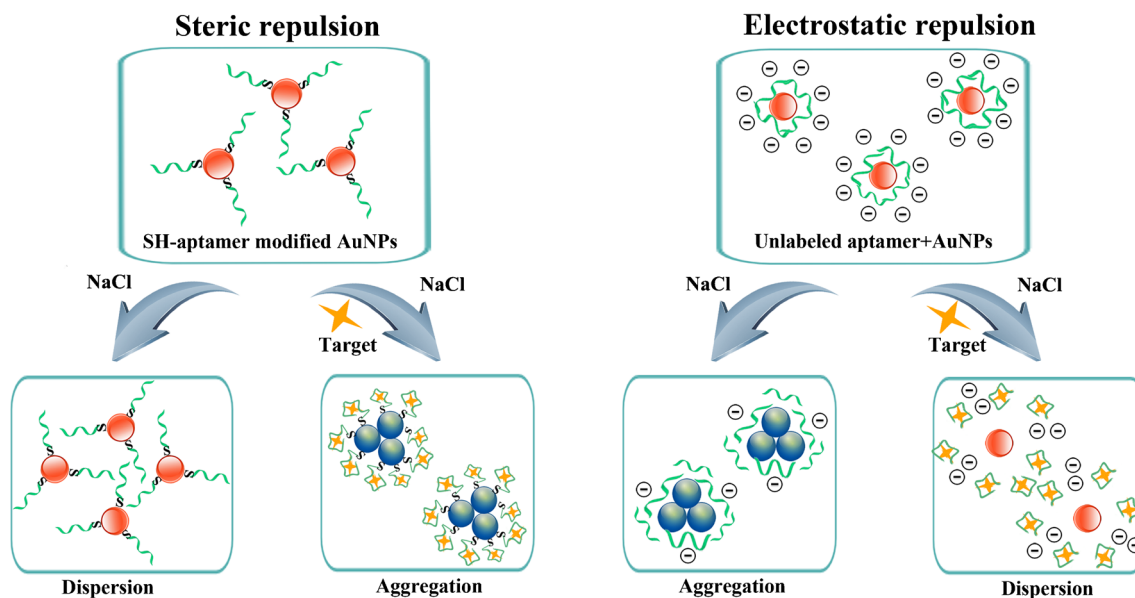 Steric repulsion
Electrostatic repulsion
S S
S
S
S
S
S
S
SH-aptamer modified AuNPs
Unlabeled aptamer+AuNPs
NaCl
NaCl
NaCl
NaCl
Target
Target
Dispersion
Aggregation
Aggregation
Dispersion